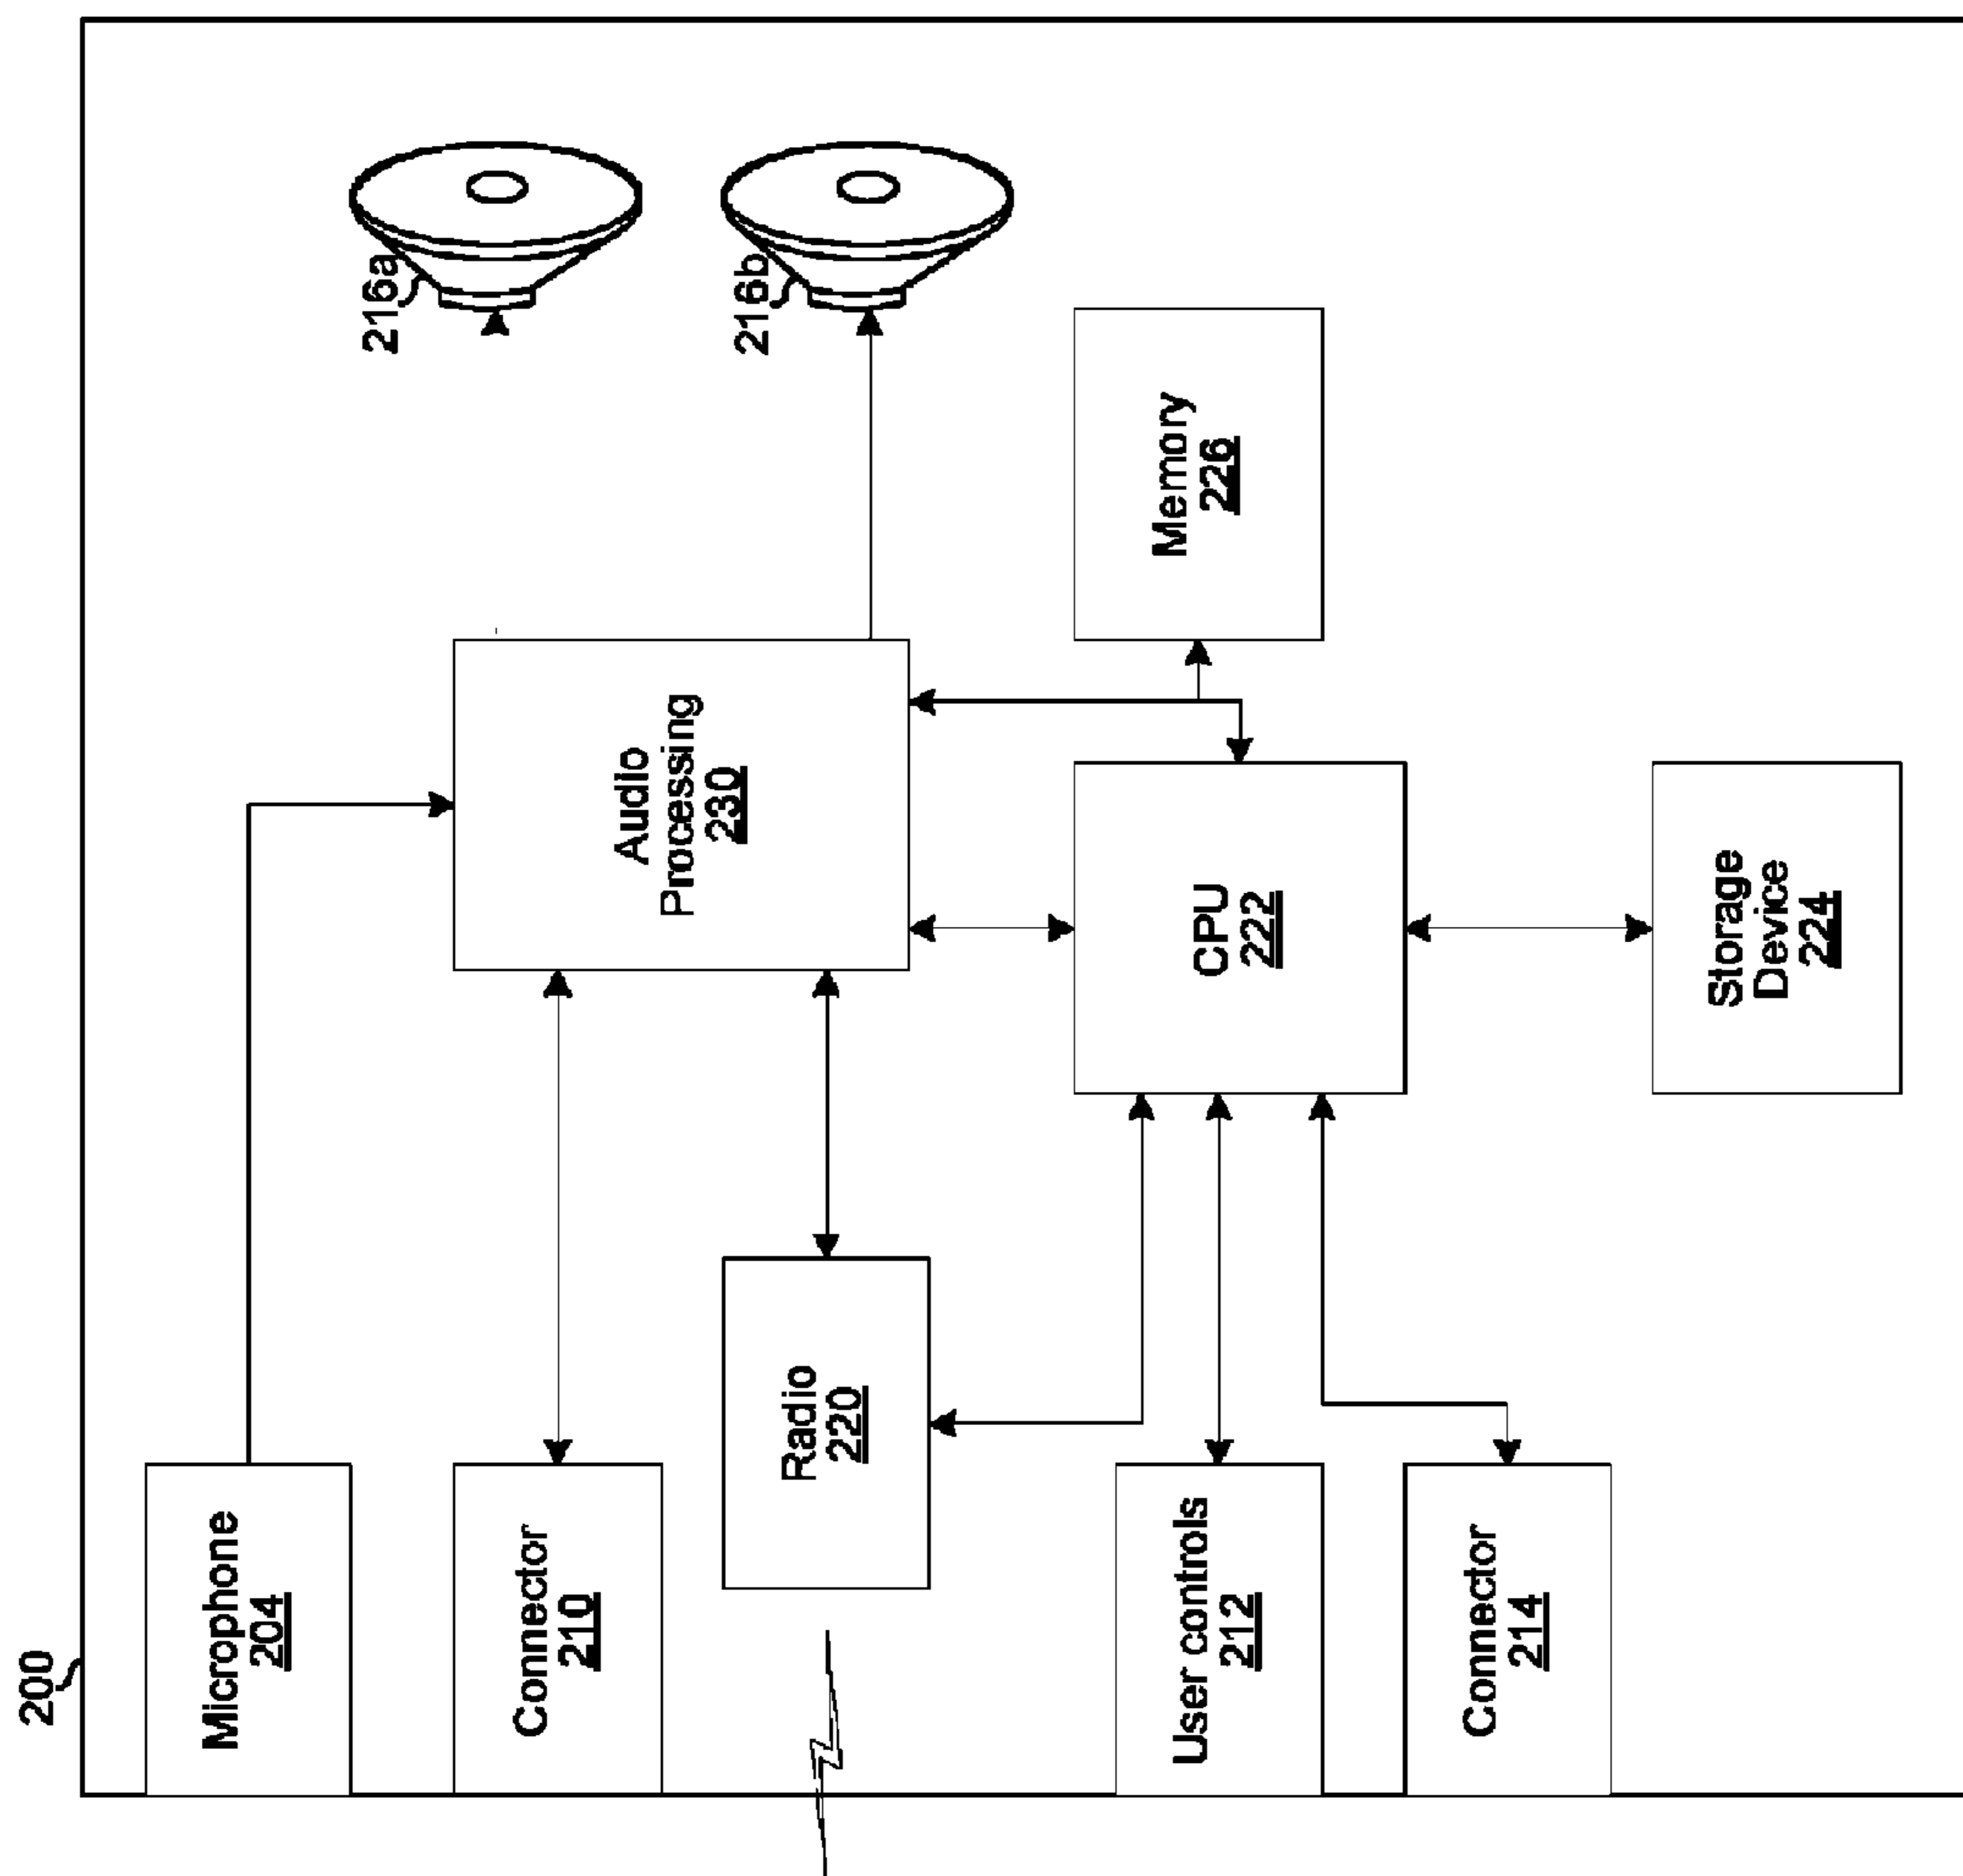 200
Microphone
204
Connector
210
Radio
220
User controls
212
Connector
214
Audio
Processing
230
CPU
222
Storage
Device
224
216a
216b
Memory
226